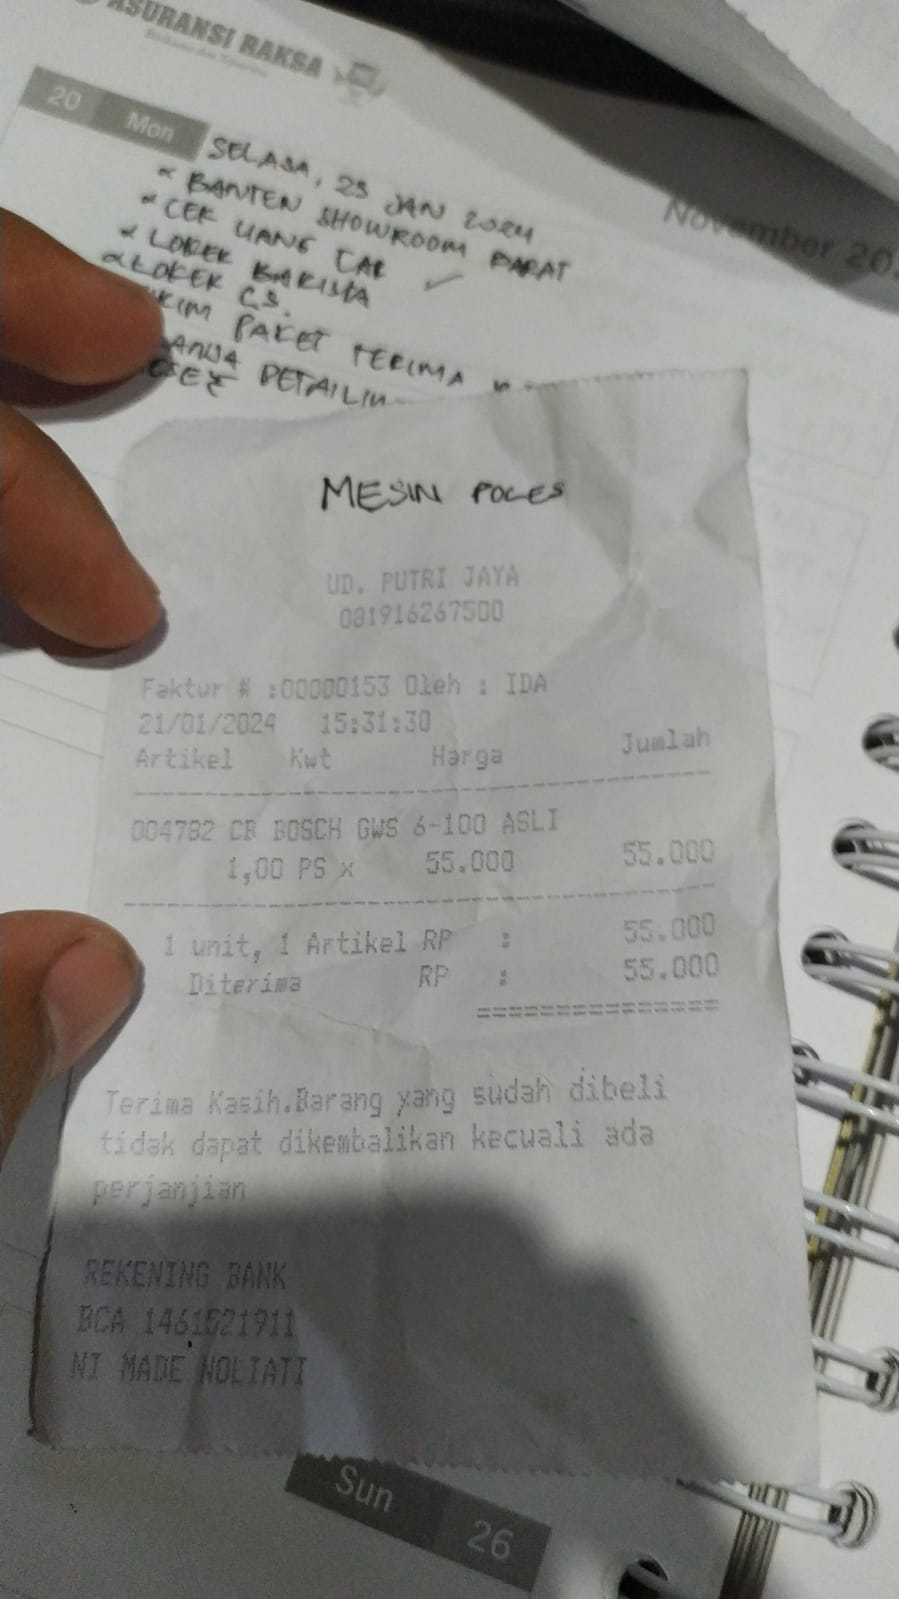 ASURANSI RAKSA
20 Mon
November 20
SELASA, 23 JAN 2024
∝ BANTEN SHOWROOM PARAT
∝ CEK UANG CAB ✓
∝ LOKER BARISTA
∝ LOKER CS.
KIM PAKET TERIMA
DETAILIN
MESIN POLES
UD. PUTRI JAYA
081916267500
Faktur # :00000153 Oleh : IDA
21/01/2024 15:31:30
Artikel Kwt Harga Jumlah
004782 CB BOSCH GWS 6-100 ASLI
1,00 PS x 55.000 55.000
1 unit, 1 Artikel RP : 55.000
Diterima RP : 55.000
===============
Terima Kasih.Barang yang sudah dibeli
tidak dapat dikembalikan kecuali ada
perjanjian
REKENING BANK
BCA 1461521911
NI MADE NOLIATI
Sun 26